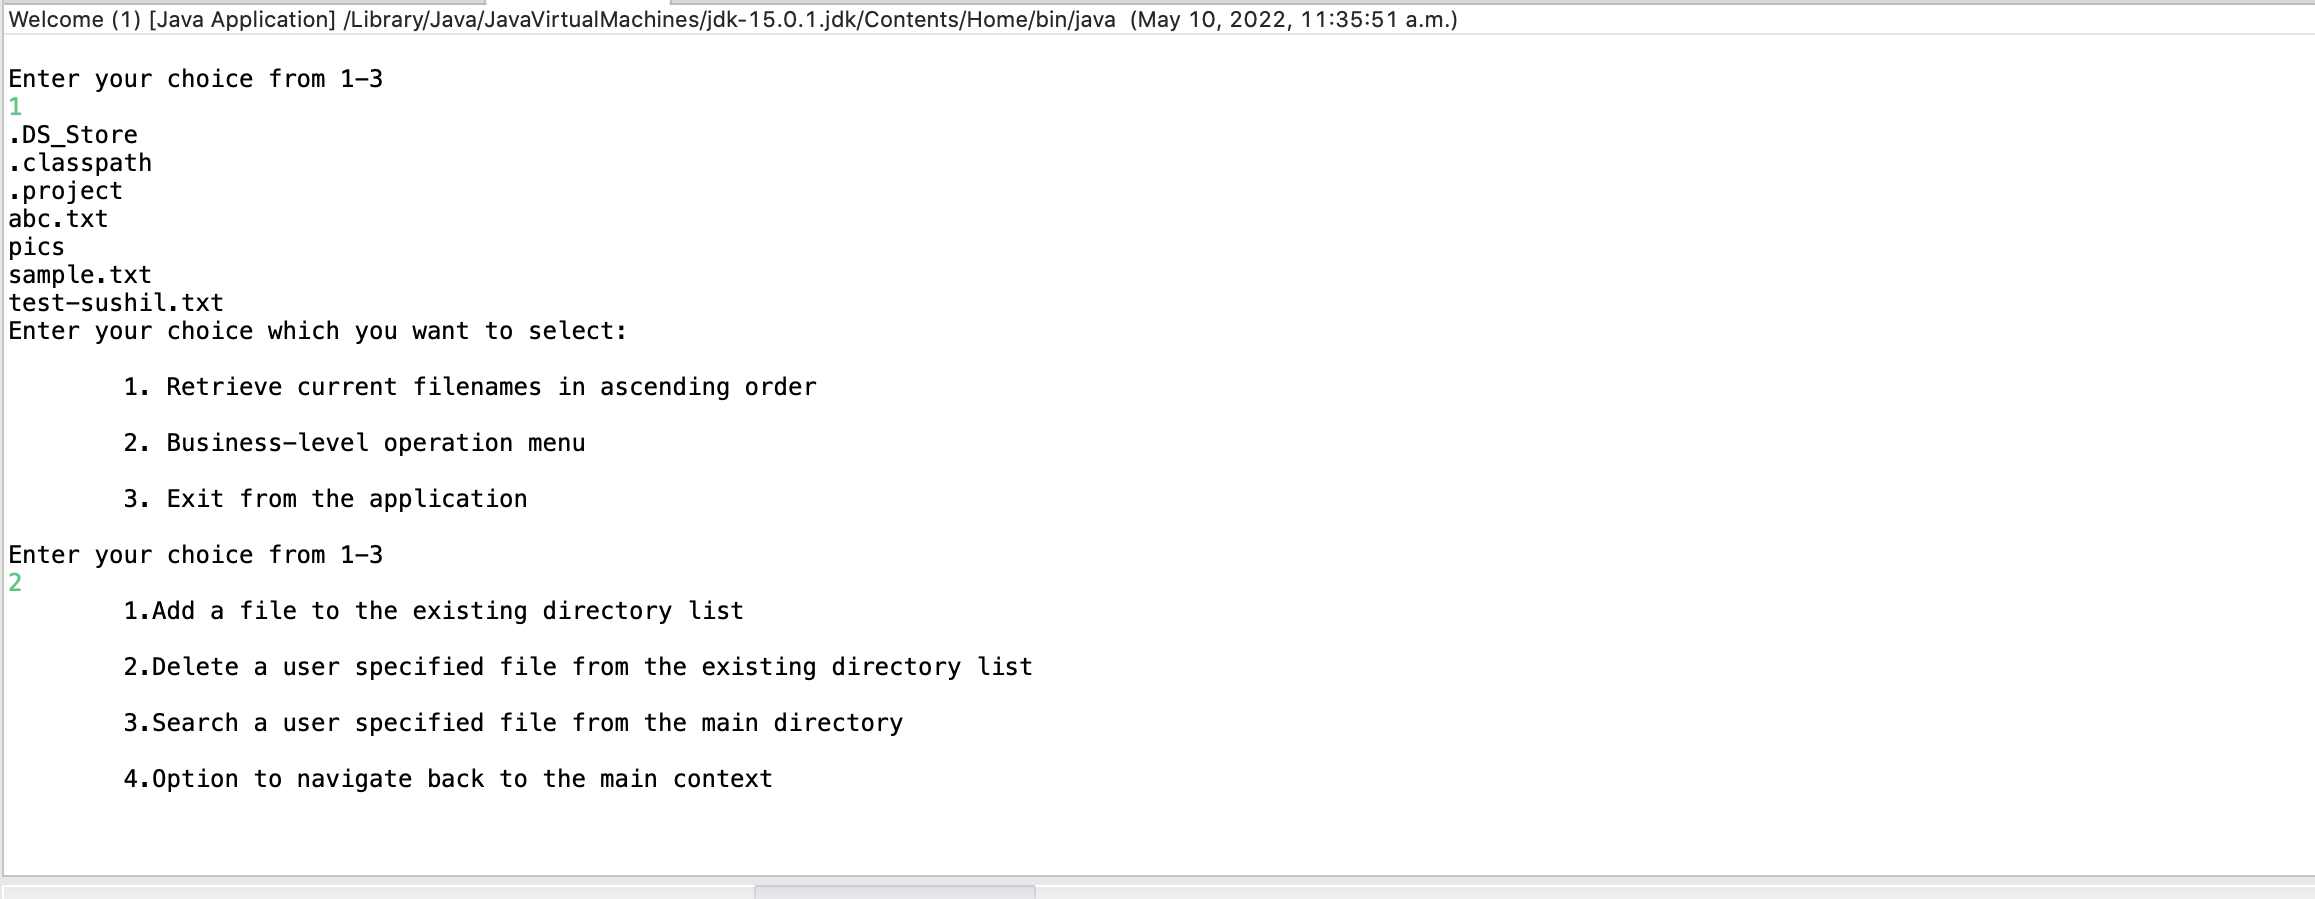 Welcome (1) [Java Application] /Library/Java/JavaVirtualMachines/jdk-15.0.1.jdk/Contents/Home/bin/java (May 10, 2022, 11:35:51 a.m.)
Enter your choice from 1-3
1
.DS_Store
.classpath
.project
abc.txt
pics
sample.txt
test-sushil.txt
Enter your choice which you want to select:
1. Retrieve current filenames in ascending order
2. Business-level operation menu
3. Exit from the application
Enter your choice from 1-3
2
1.Add a file to the existing directory list
2.Delete a user specified file from the existing directory list
3.Search a user specified file from the main directory
4.Option to navigate back to the main context